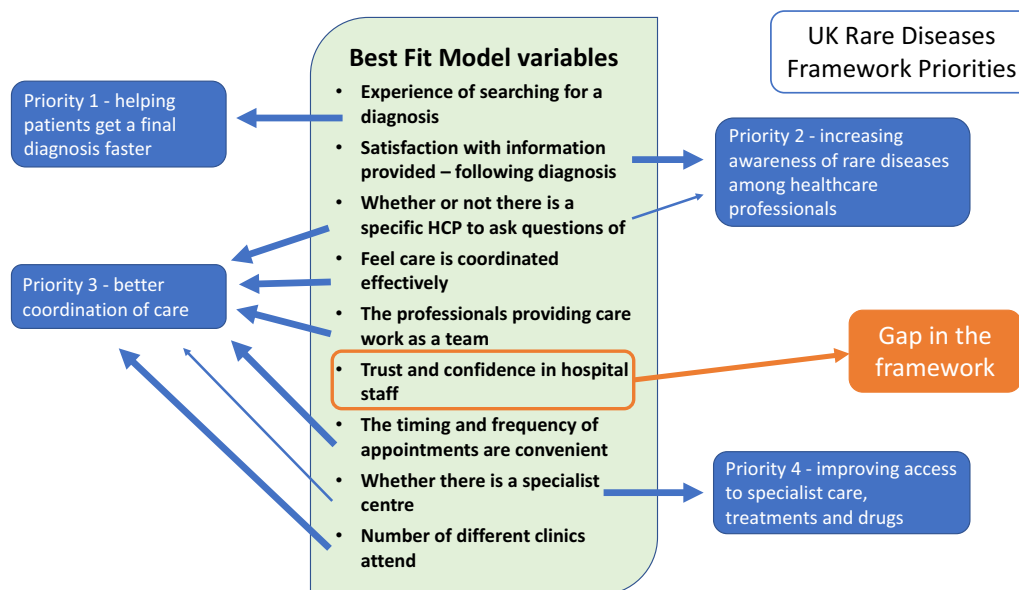 UK Rare Diseases
Framework Priorities
Best Fit Model variables
• Experience of searching for a
diagnosis
• Satisfaction with information
provided – following diagnosis
• Whether or not there is a
specific HCP to ask questions of
• Feel care is coordinated
effectively
• The professionals providing care
work as a team
• Trust and confidence in hospital
staff
• The timing and frequency of
appointments are convenient
• Whether there is a specialist
centre
• Number of different clinics
attend
Priority 1 - helping
patients get a final
diagnosis faster
Priority 3 - better
coordination of care
Priority 2 - increasing
awareness of rare diseases
among healthcare
professionals
Gap in the
framework
Priority 4 - improving access
to specialist care,
treatments and drugs